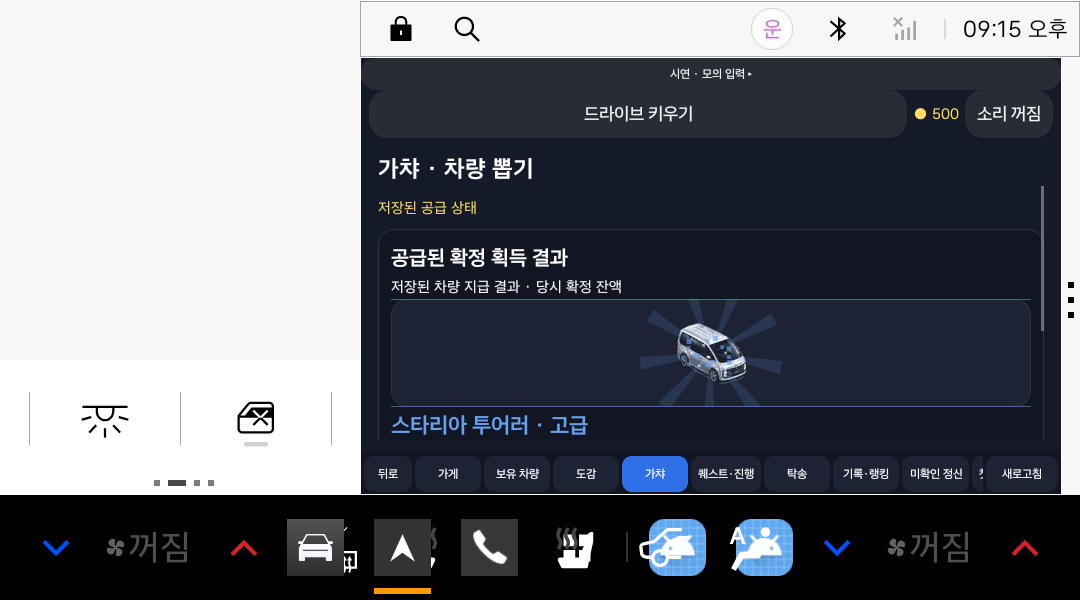 운
09:15 오후
시연 · 모의 입력 ▸
드라이브 키우기
500
소리 꺼짐
가챠 · 차량 뽑기
저장된 공급 상태
공급된 확정 획득 결과
저장된 차량 지급 결과 · 당시 확정 잔액
스타리아 투어러 · 고급
뒤로 가게 보유 차량 도감 가챠 퀘스트·진행 탁송 기록·랭킹 미확인 정신 새로고침
꺼짐 A 꺼짐